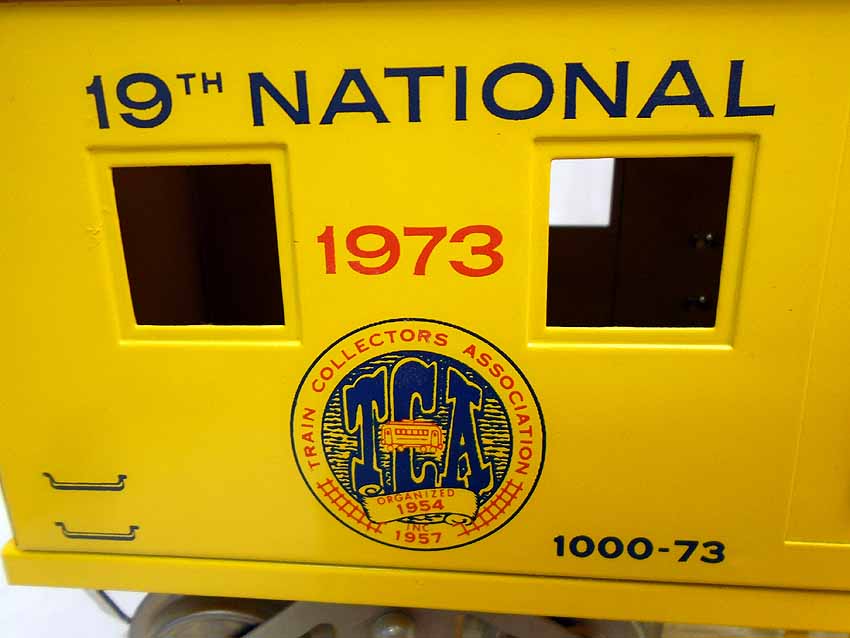 19TH NATIONAL
1973
TRAIN COLLECTORS ASSOCIATION
TCA
ORGANIZED
1954
INC
1957
1000-73